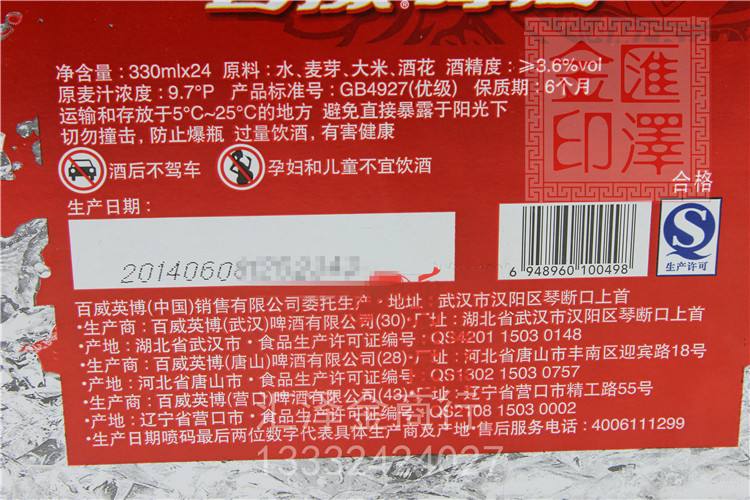 净含量：330mlx24 原料：水、麦芽、大米、酒花 酒精度：≥3.6%vol
原麦汁浓度：9.7°P 产品标准号：GB4927(优级) 保质期：6个月
运输和存放于5°C~25°C的地方 避免直接暴露于阳光下
切勿撞击，防止爆瓶 过量饮酒，有害健康
酒后不驾车 孕妇和儿童不宜饮酒
合格
生产日期：
2014060
6 948960 100498
生产许可
百威英博(中国)销售有限公司委托生产·地址：武汉市汉阳区琴断口上首
·生产商：百威英博(武汉)啤酒有限公司(30)·厂址：湖北省武汉市汉阳区琴断口上首
·产地：湖北省武汉市·食品生产许可证编号：QS4201 1503 0148
·生产商：百威英博(唐山)啤酒有限公司(28)·厂址：河北省唐山市丰南区迎宾路18号
·产地：河北省唐山市·食品生产许可证编号：QS1302 1503 0757
·生产商：百威英博(营口)啤酒有限公司(43)·厂址：辽宁省营口市精工路55号
·产地：辽宁省营口市·食品生产许可证编号：QS2108 1503 0002
·生产日期喷码最后两位数字代表具体生产商及产地·售后服务电话：4006111299
金匯
印澤
汇泽金商行
13332434027